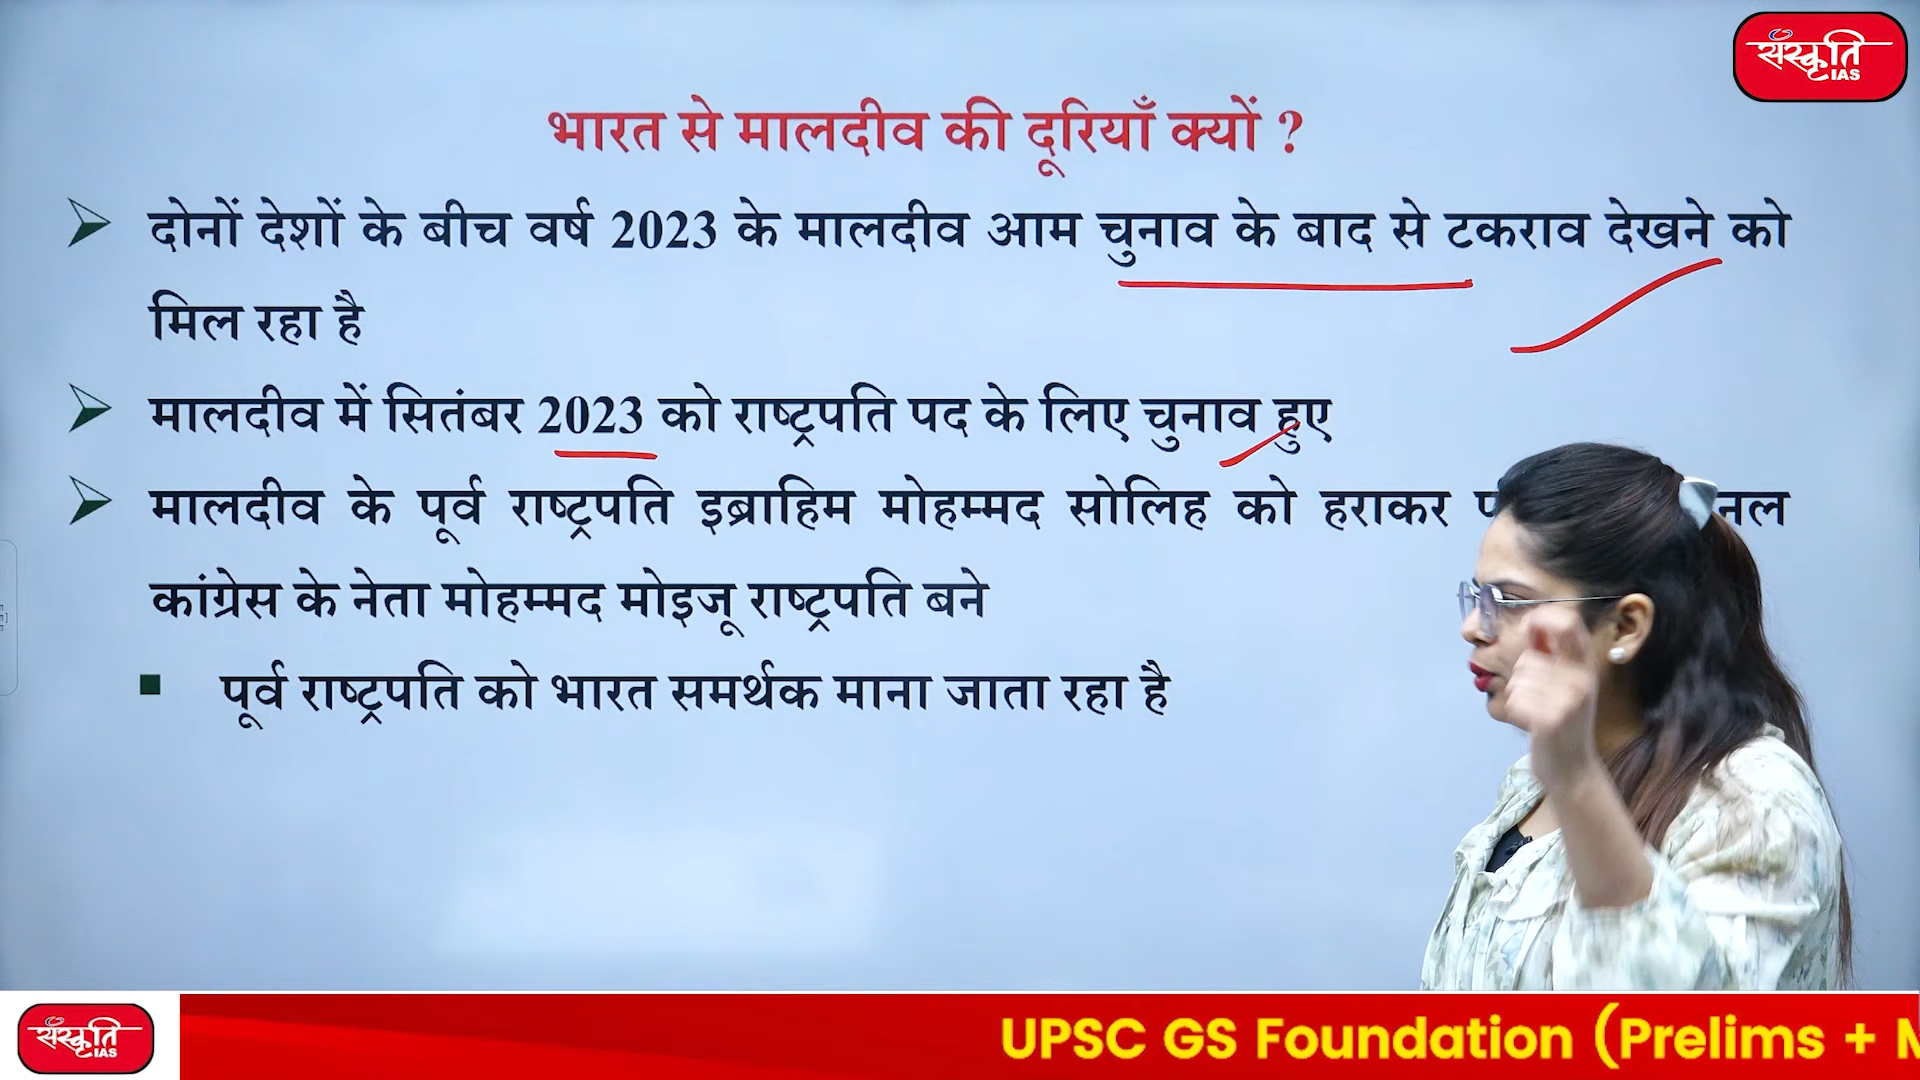 संस्कृति
IAS
भारत से मालदीव की दूरियाँ क्यों ?
दोनों देशों के बीच वर्ष 2023 के मालदीव आम चुनाव के बाद से टकराव देखने को
मिल रहा है
मालदीव में सितंबर 2023 को राष्ट्रपति पद के लिए चुनाव हुए
मालदीव के पूर्व राष्ट्रपति इब्राहिम मोहम्मद सोलिह को हराकर
कांग्रेस के नेता मोहम्मद मोइजू राष्ट्रपति बने
पूर्व राष्ट्रपति को भारत समर्थक माना जाता रहा है
संस्कृति
IAS
UPSC GS Foundation (Prelims +